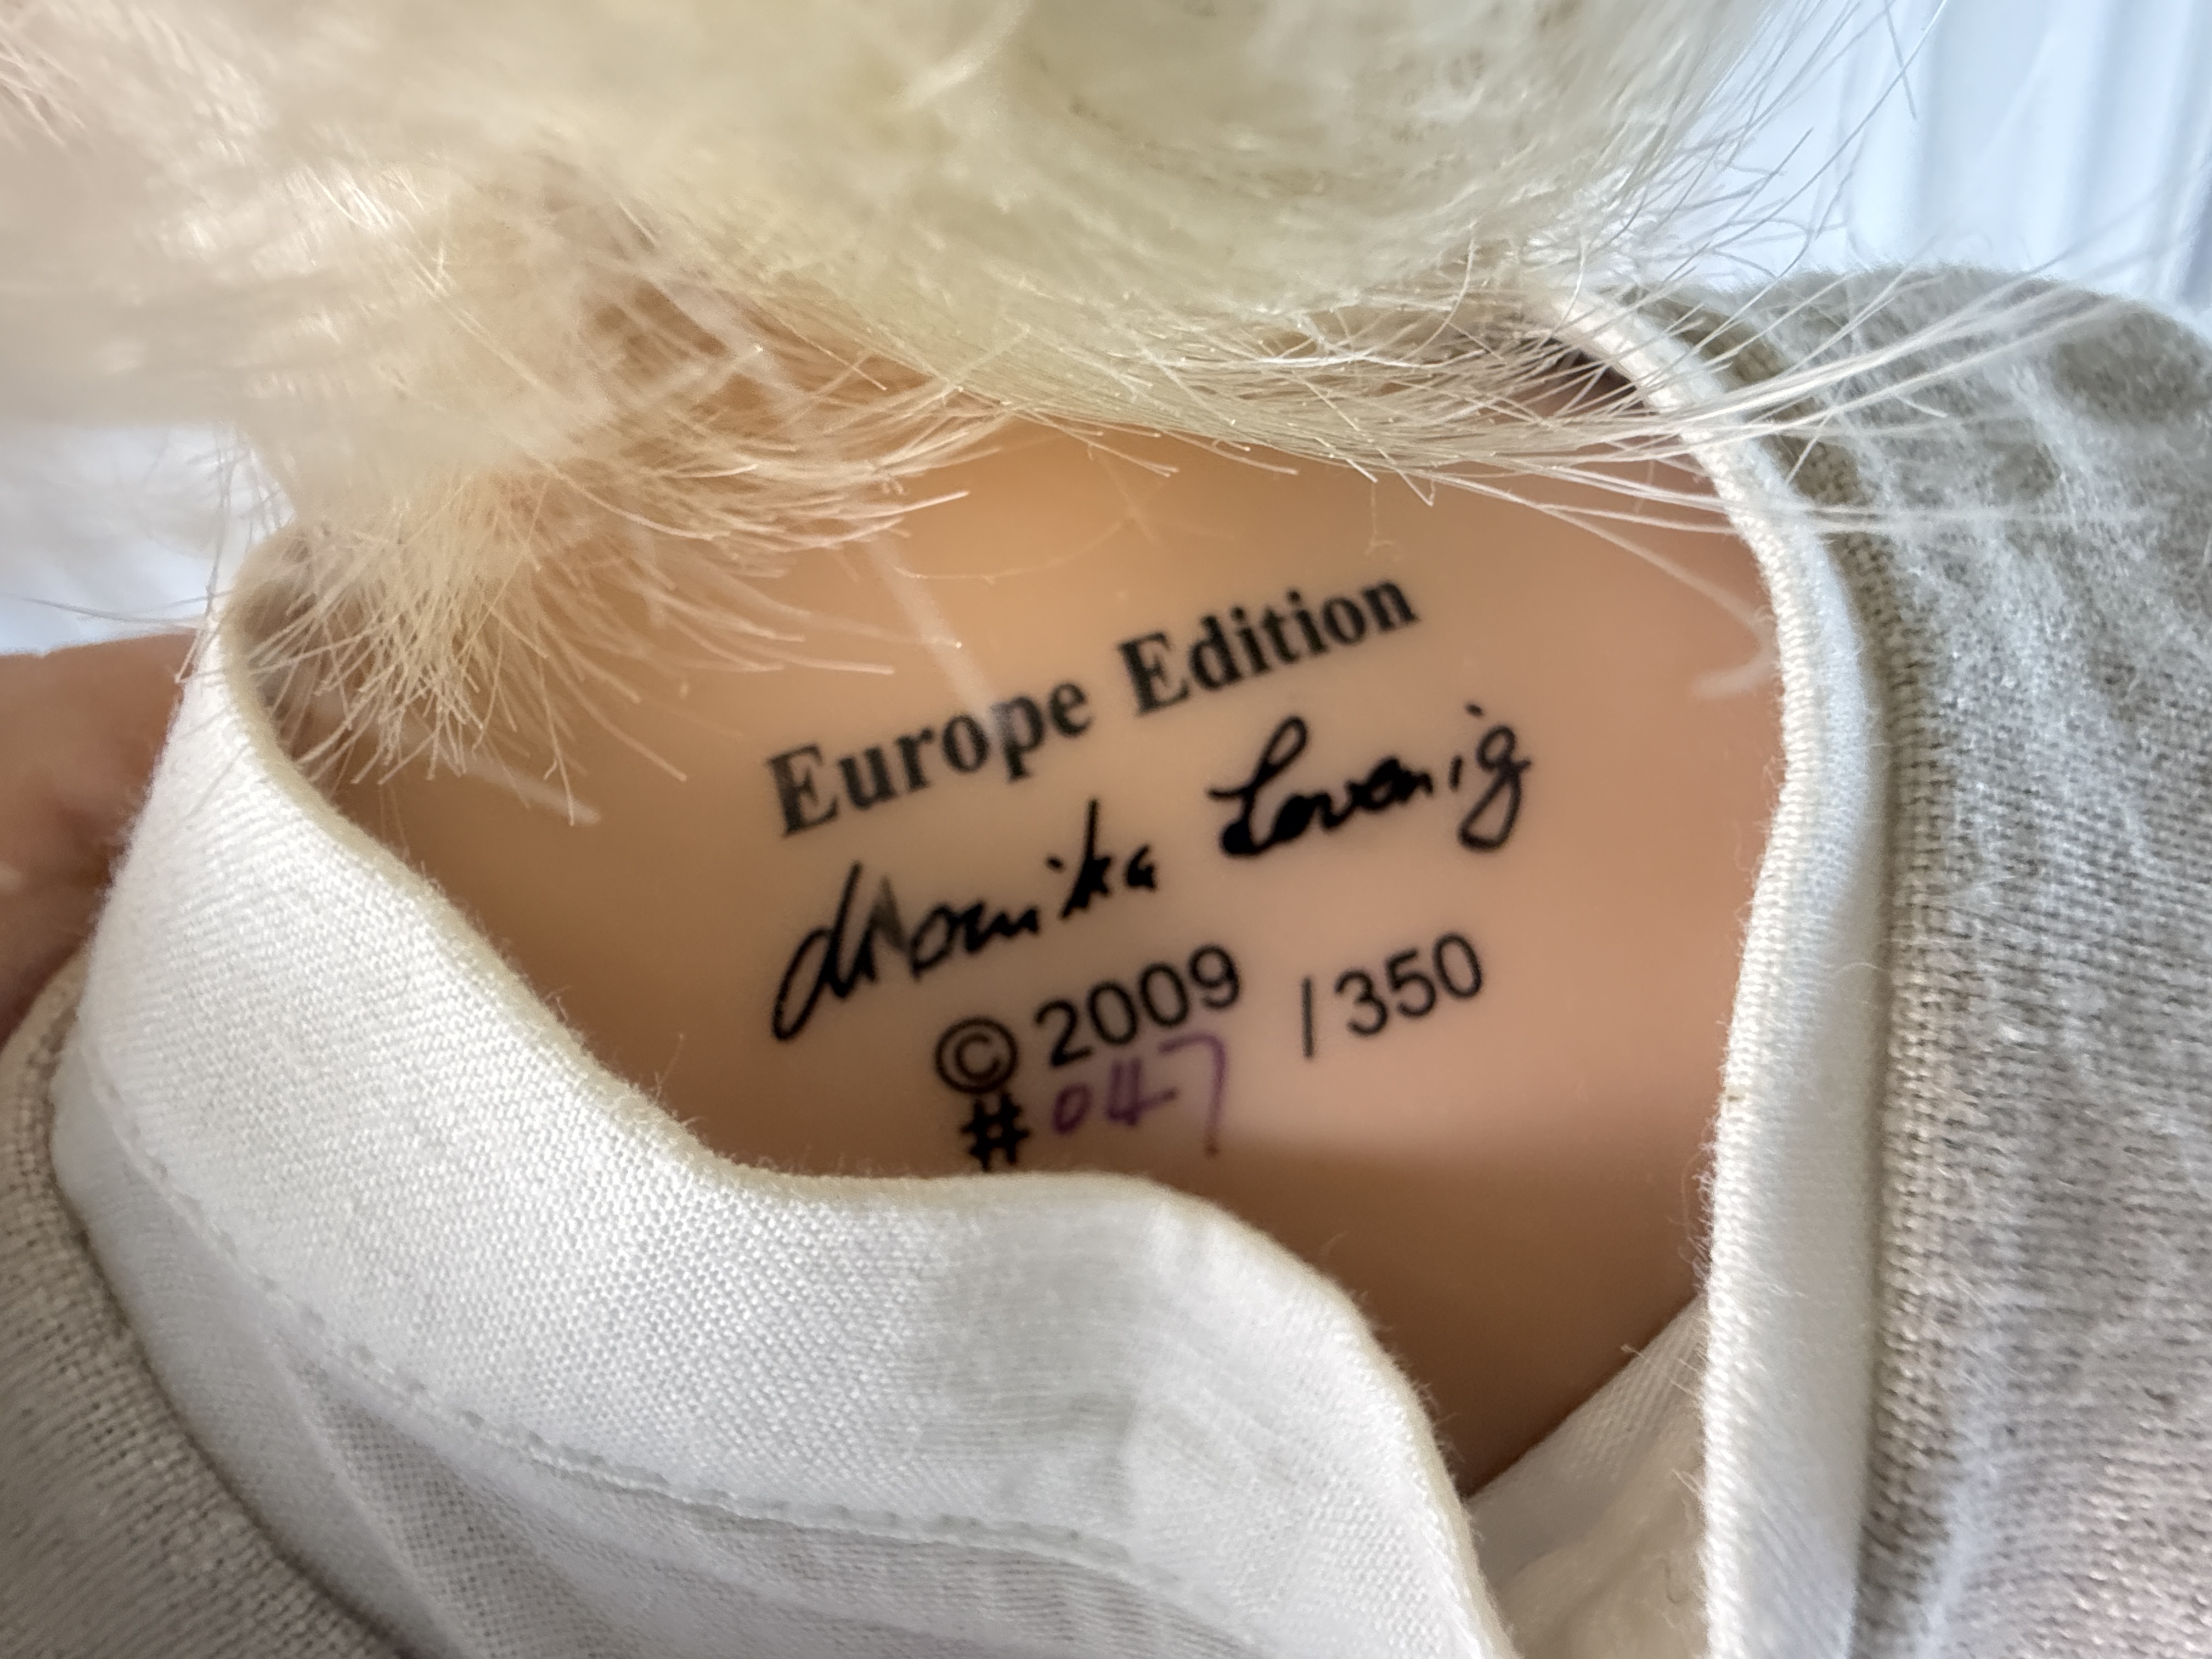 Europe Edition
Monika Levenig
© 2009 /350
# 047